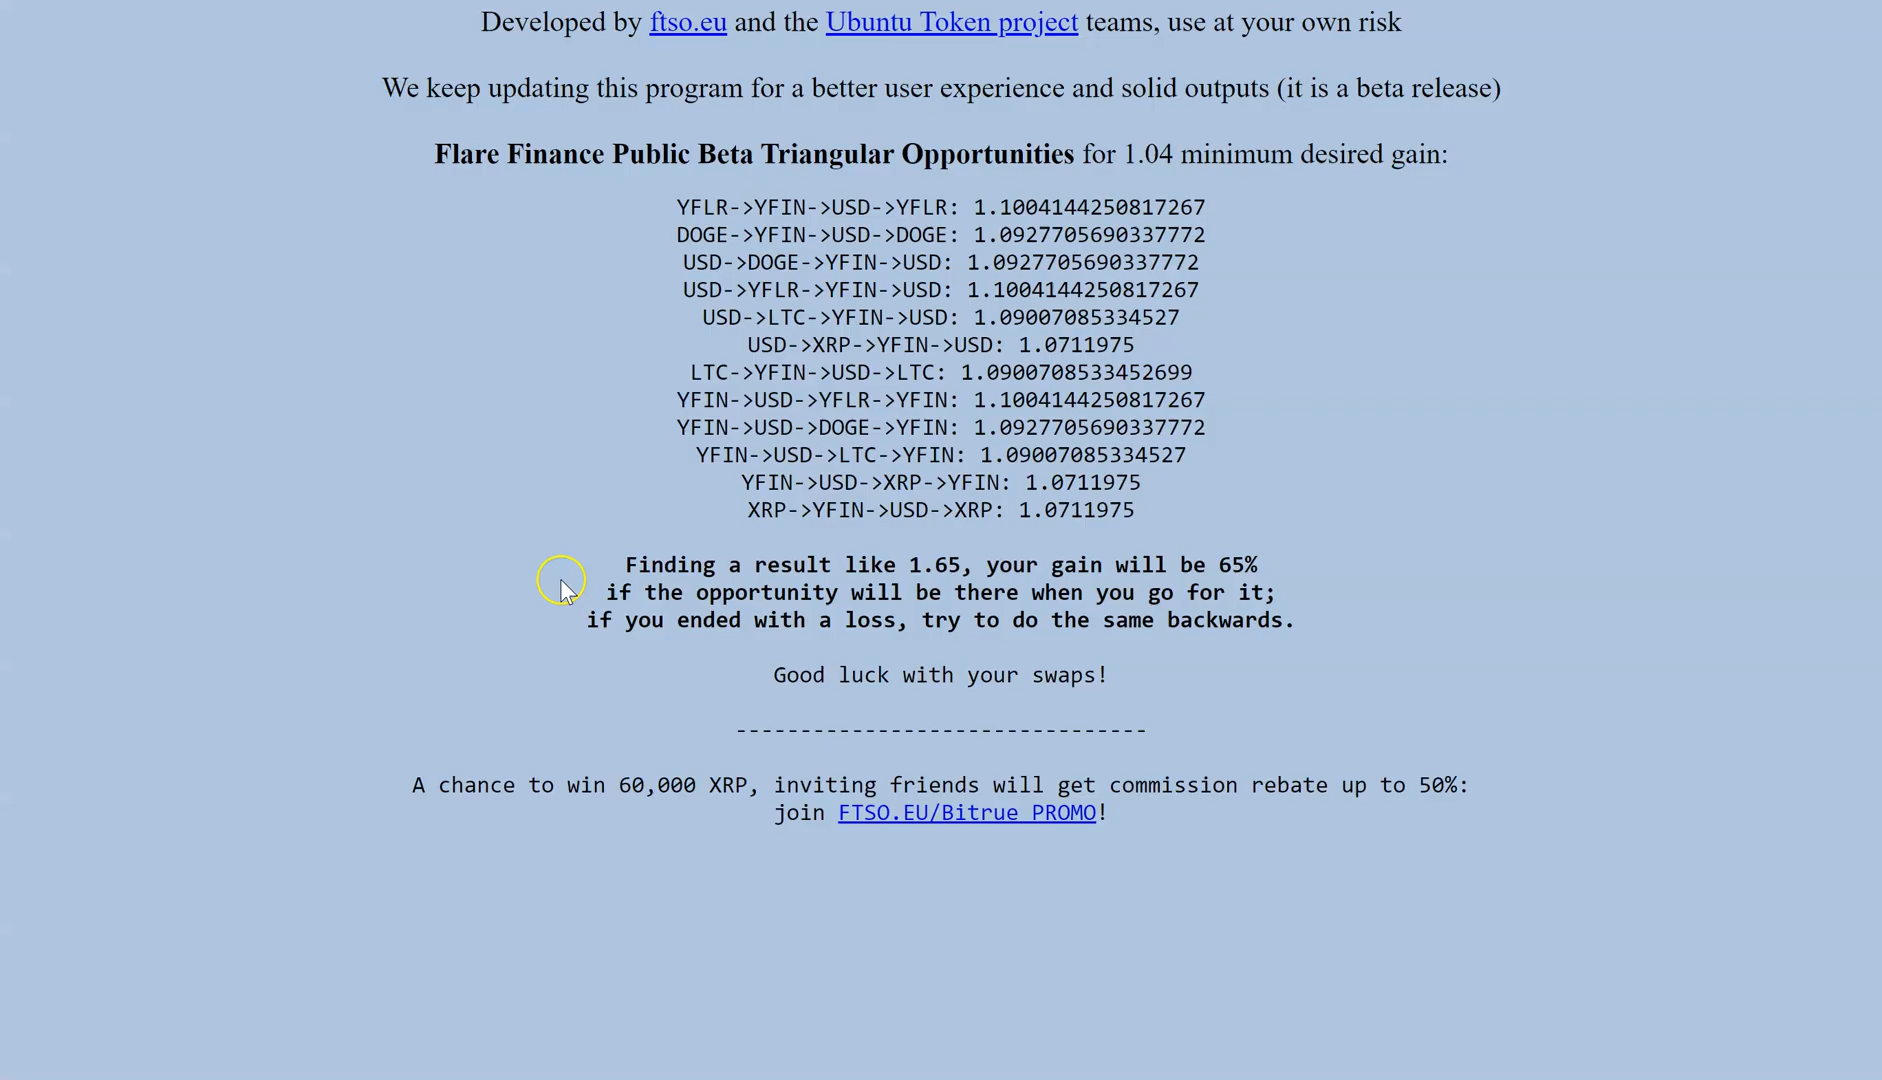 Developed by ftso.eu and the Ubuntu Token project teams, use at your own risk
We keep updating this program for a better user experience and solid outputs (it is a beta release)
Flare Finance Public Beta Triangular Opportunities for 1.04 minimum desired gain:
YFLR->YFIN->USD->YFLR: 1.1004144250817267
DOGE->YFIN->USD->DOGE: 1.0927705690337772
USD->DOGE->YFIN->USD: 1.0927705690337772
USD->YFLR->YFIN->USD: 1.1004144250817267
USD->LTC->YFIN->USD: 1.09007085334527
USD->XRP->YFIN->USD: 1.0711975
LTC->YFIN->USD->LTC: 1.0900708533452699
YFIN->USD->YFLR->YFIN: 1.1004144250817267
YFIN->USD->DOGE->YFIN: 1.0927705690337772
YFIN->USD->LTC->YFIN: 1.09007085334527
YFIN->USD->XRP->YFIN: 1.0711975
XRP->YFIN->USD->XRP: 1.0711975
Finding a result like 1.65, your gain will be 65%
if the opportunity will be there when you go for it;
if you ended with a loss, try to do the same backwards.
Good luck with your swaps!
--------------------------------
A chance to win 60,000 XRP, inviting friends will get commission rebate up to 50%:
join FTSO.EU/Bitrue PROMO!